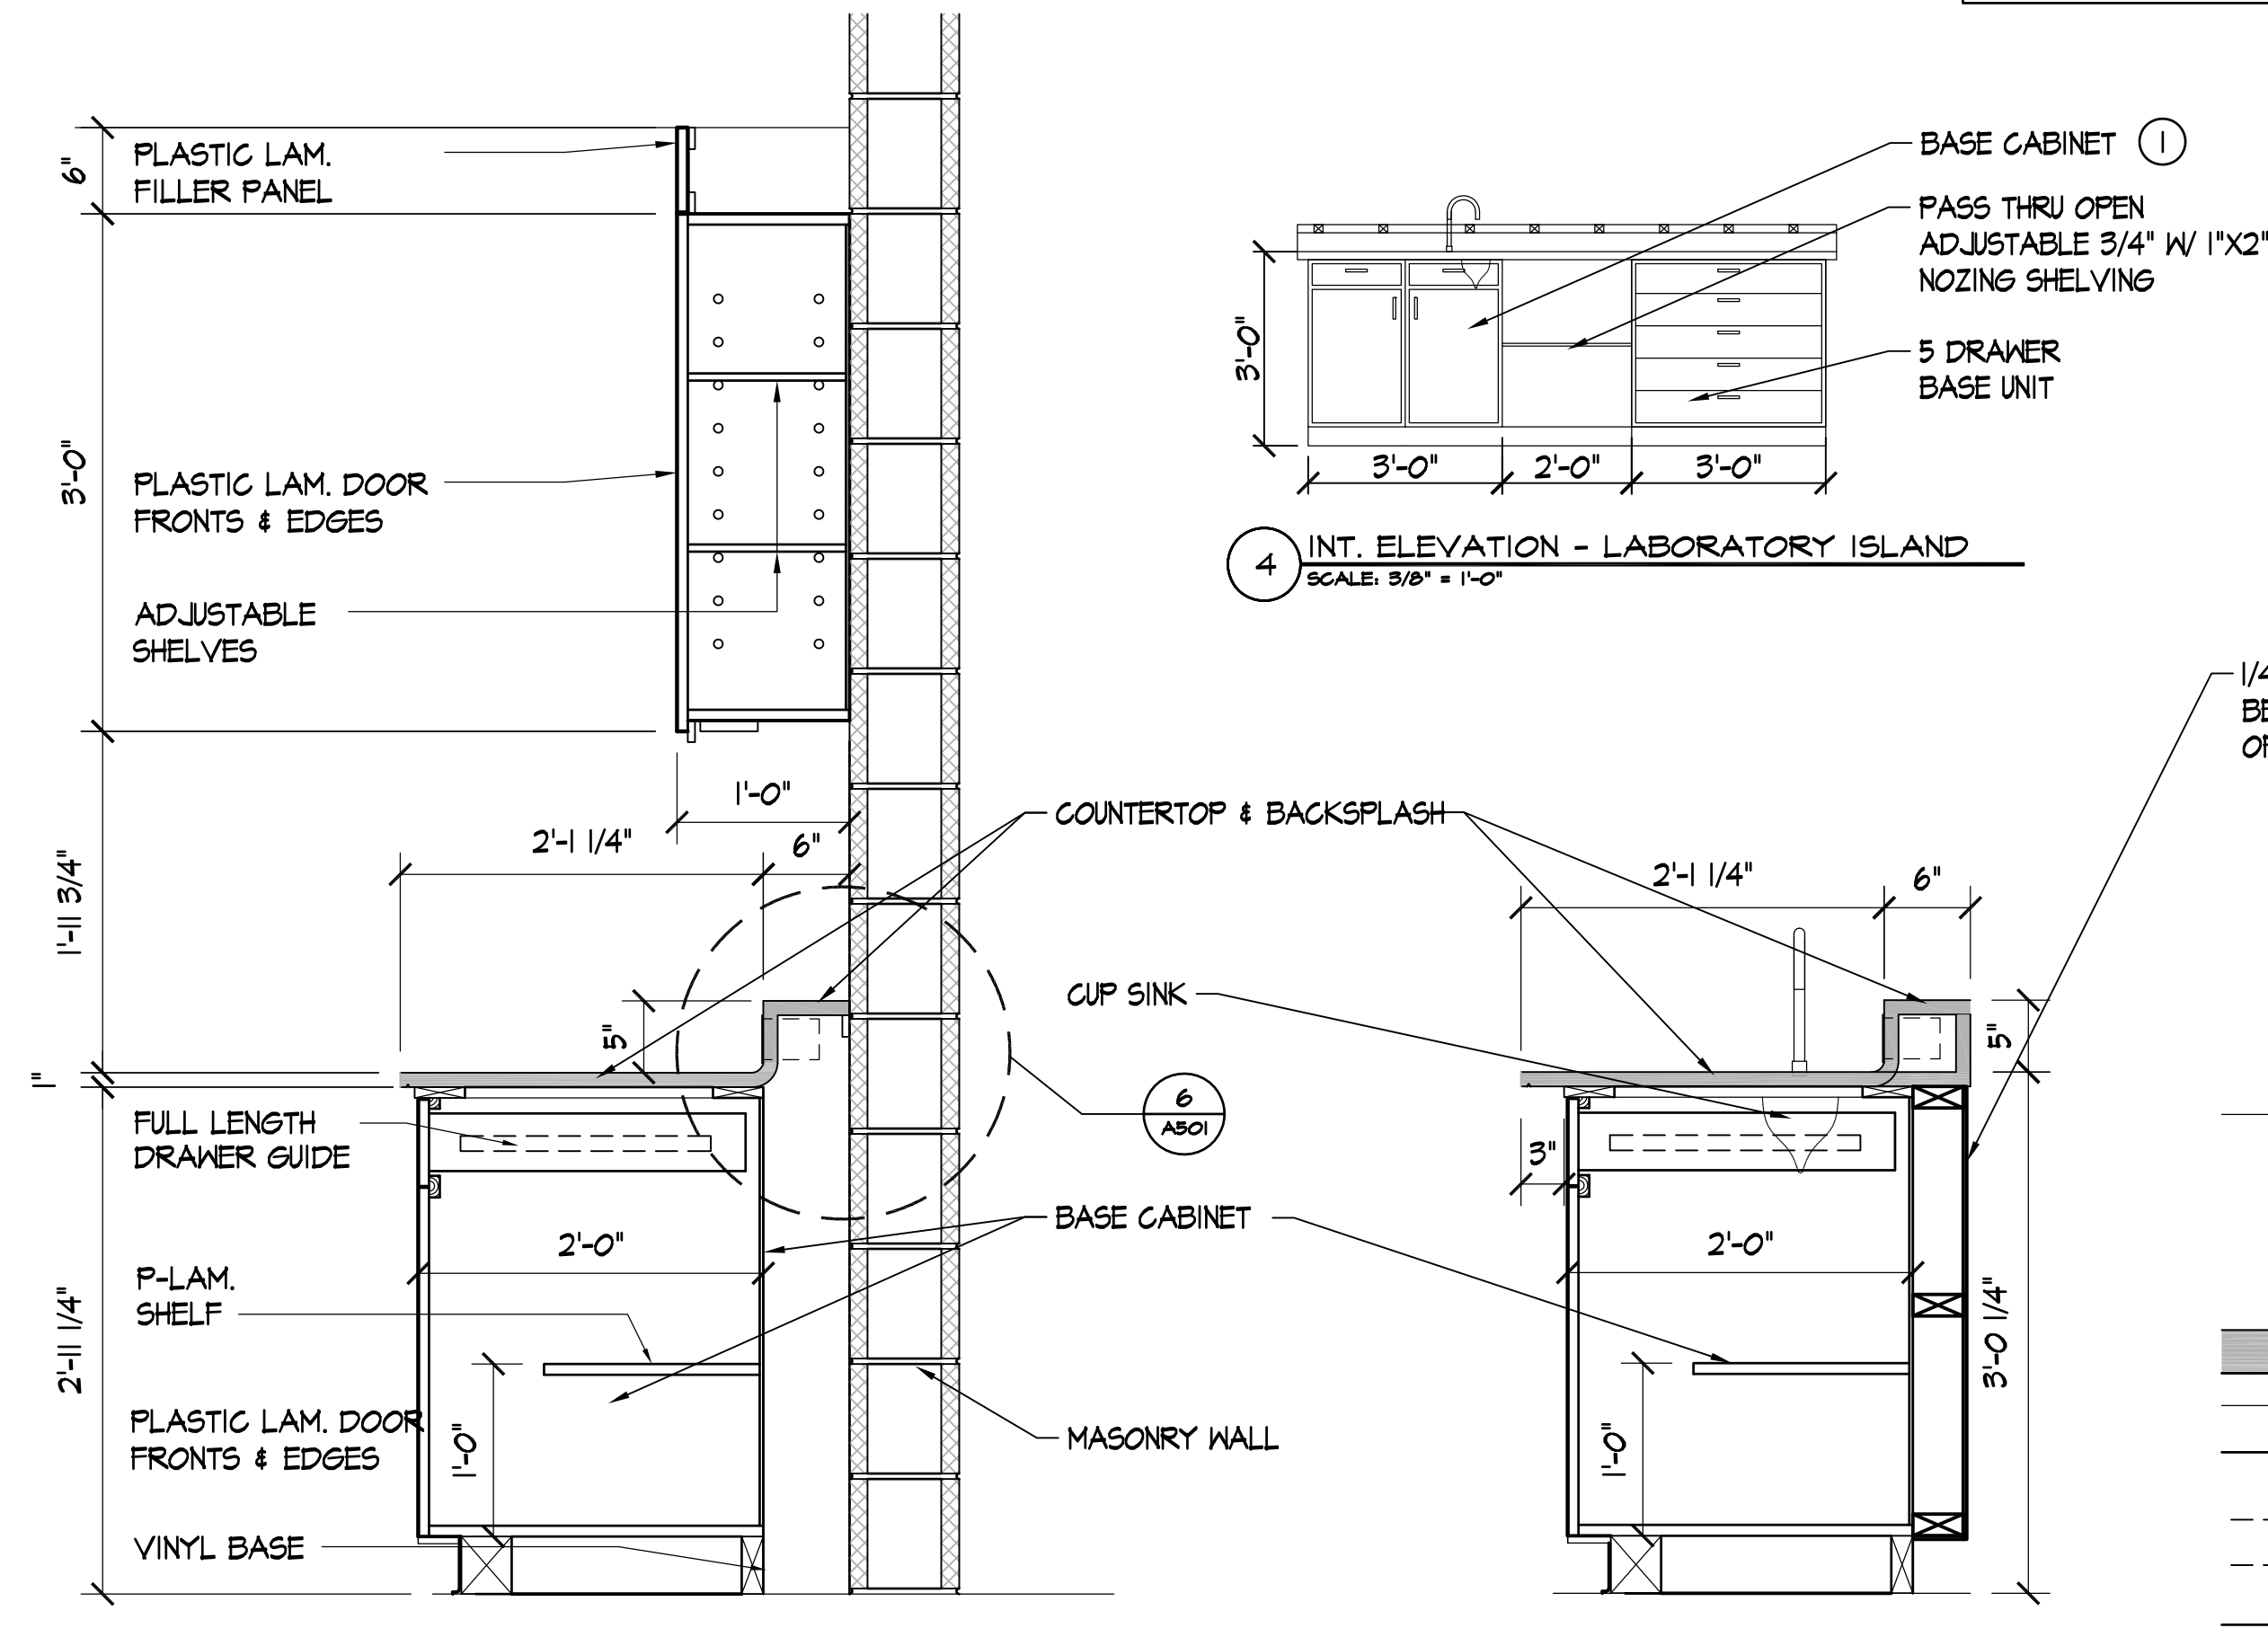 6"
PLASTIC LAM.
FILLER PANEL
3'-0"
PLASTIC LAM. DOOR
FRONTS & EDGES
ADJUSTABLE
SHELVES
1'-0"
2'-1 1/4"
6"
1'-11 3/4"
5"
1"
FULL LENGTH
DRAWER GUIDE
2'-0"
P-LAM.
SHELF
2'-11 1/4"
PLASTIC LAM. DOOR
FRONTS & EDGES
1'-0"
VINYL BASE
COUNTERTOP & BACKSPLASH
CUP SINK
6
A501
BASE CABINET
MASONRY WALL
BASE CABINET 1
PASS THRU OPEN
ADJUSTABLE 3/4" W/ 1"X2"
NOZING SHELVING
5 DRAWER
BASE UNIT
3'-0"
3'-0"
2'-0"
3'-0"
4
INT. ELEVATION - LABORATORY ISLAND
SCALE: 3/8" = 1'-0"
2'-1 1/4"
6"
5"
3"
2'-0"
3'-0 1/4"
1'-0"